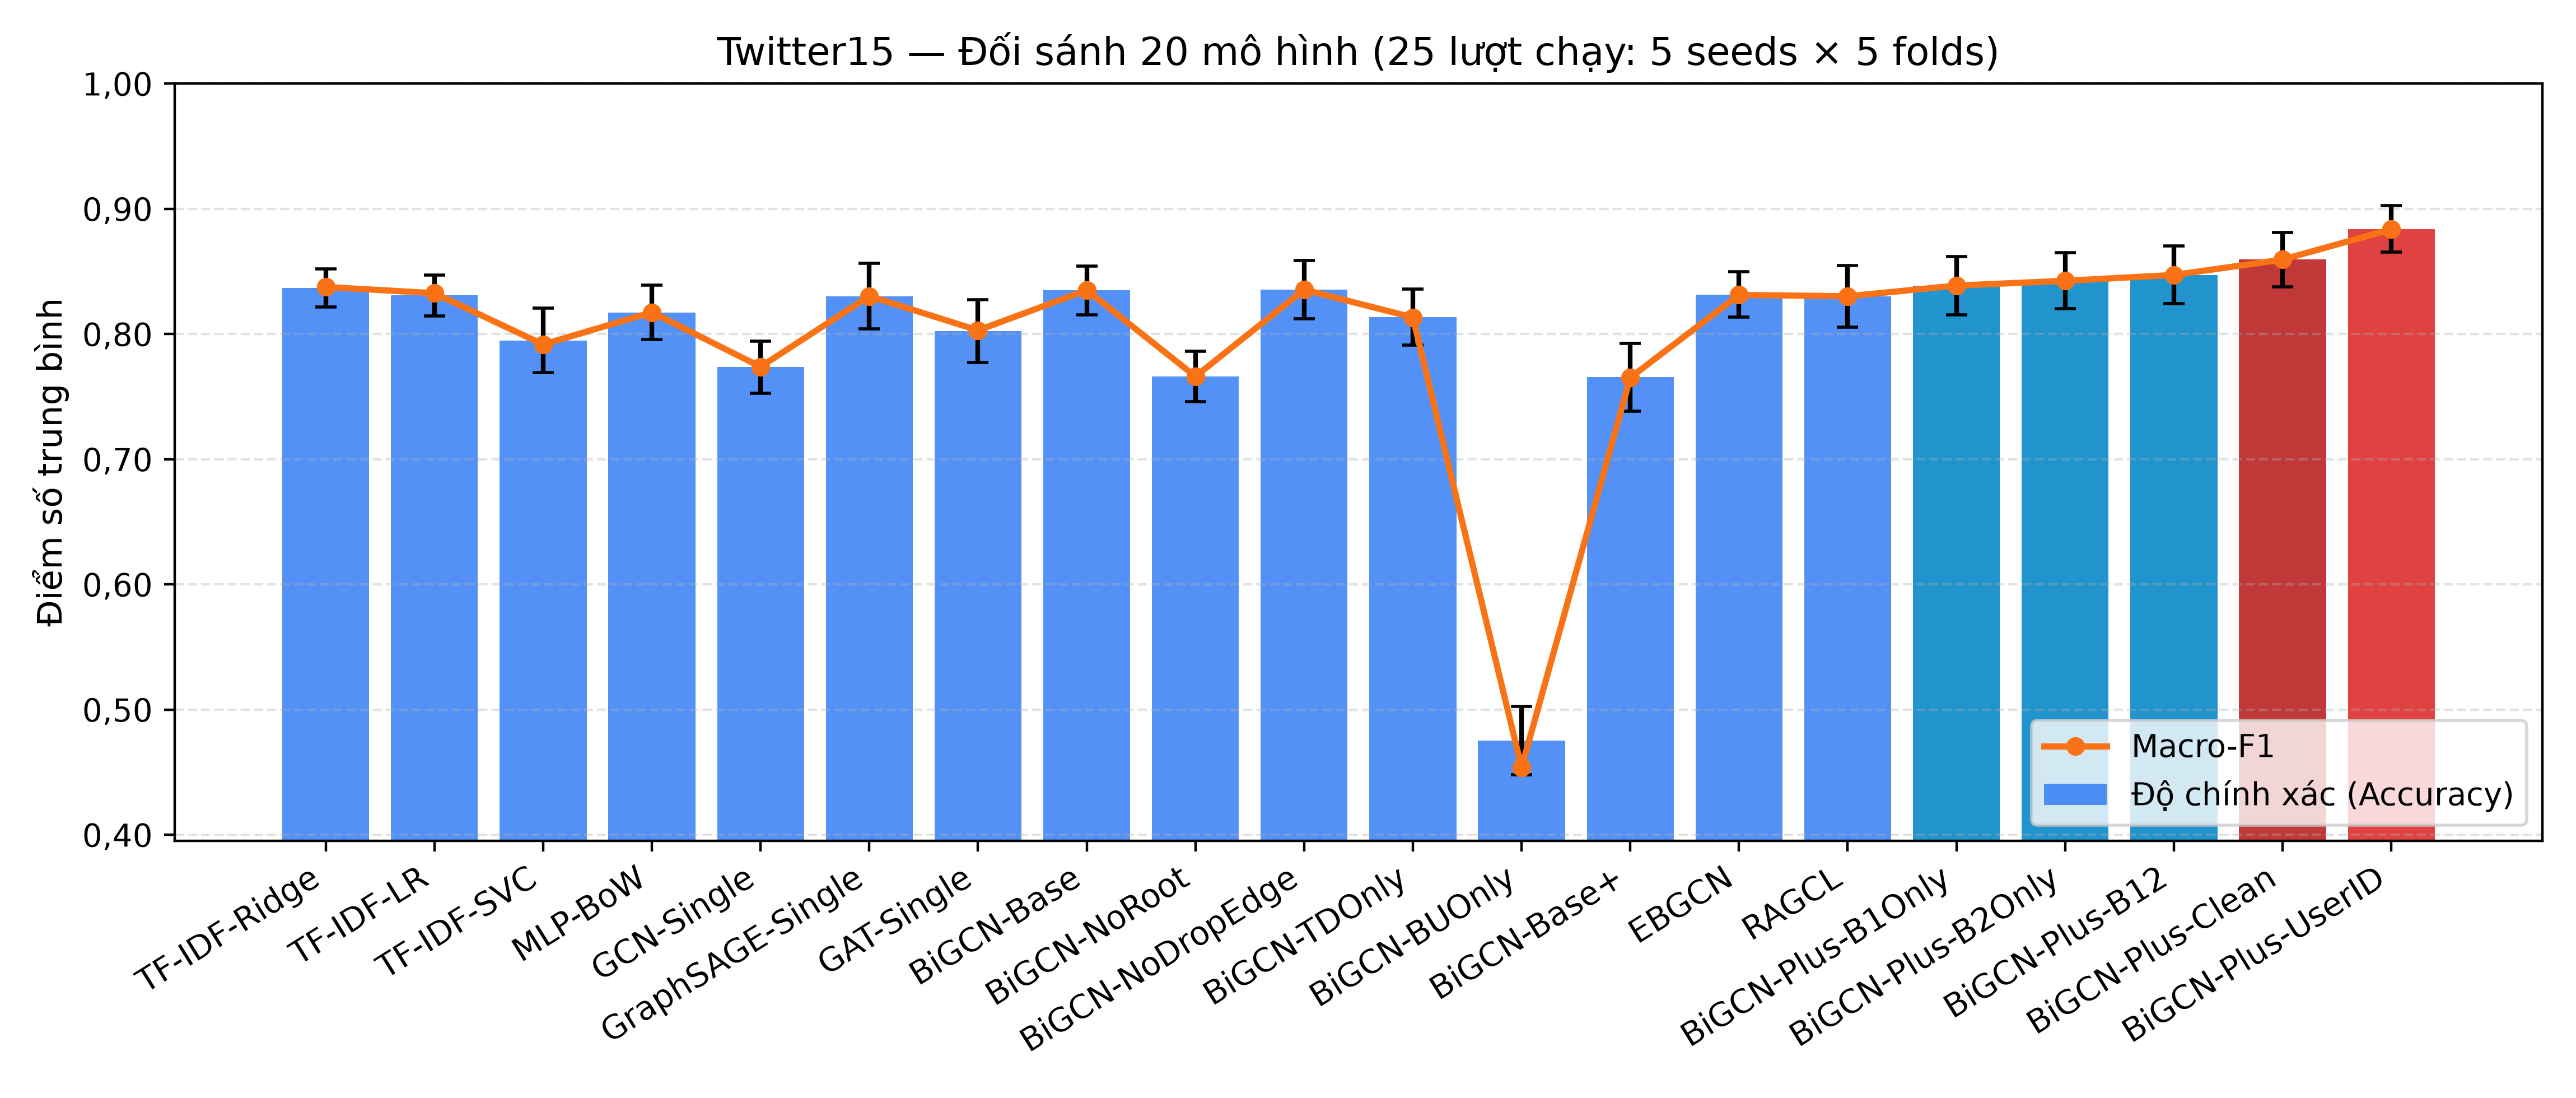 Twitter15 — Đối sánh 20 mô hình (25 lượt chạy: 5 seeds × 5 folds)
Điểm số trung bình
1,00
0,90
0,80
0,70
0,60
0,50
0,40
Macro-F1
Độ chính xác (Accuracy)
TF-IDF-Ridge
TF-IDF-LR
TF-IDF-SVC
MLP-BoW
GCN-Single
GraphSAGE-Single
GAT-Single
BiGCN-Base
BiGCN-NoRoot
BiGCN-NoDropEdge
BiGCN-TDOnly
BiGCN-BUOnly
BiGCN-Base+
EBGCN
RAGCL
BiGCN-Plus-B1Only
BiGCN-Plus-B2Only
BiGCN-Plus-B12
BiGCN-Plus-Clean
BiGCN-Plus-UserID